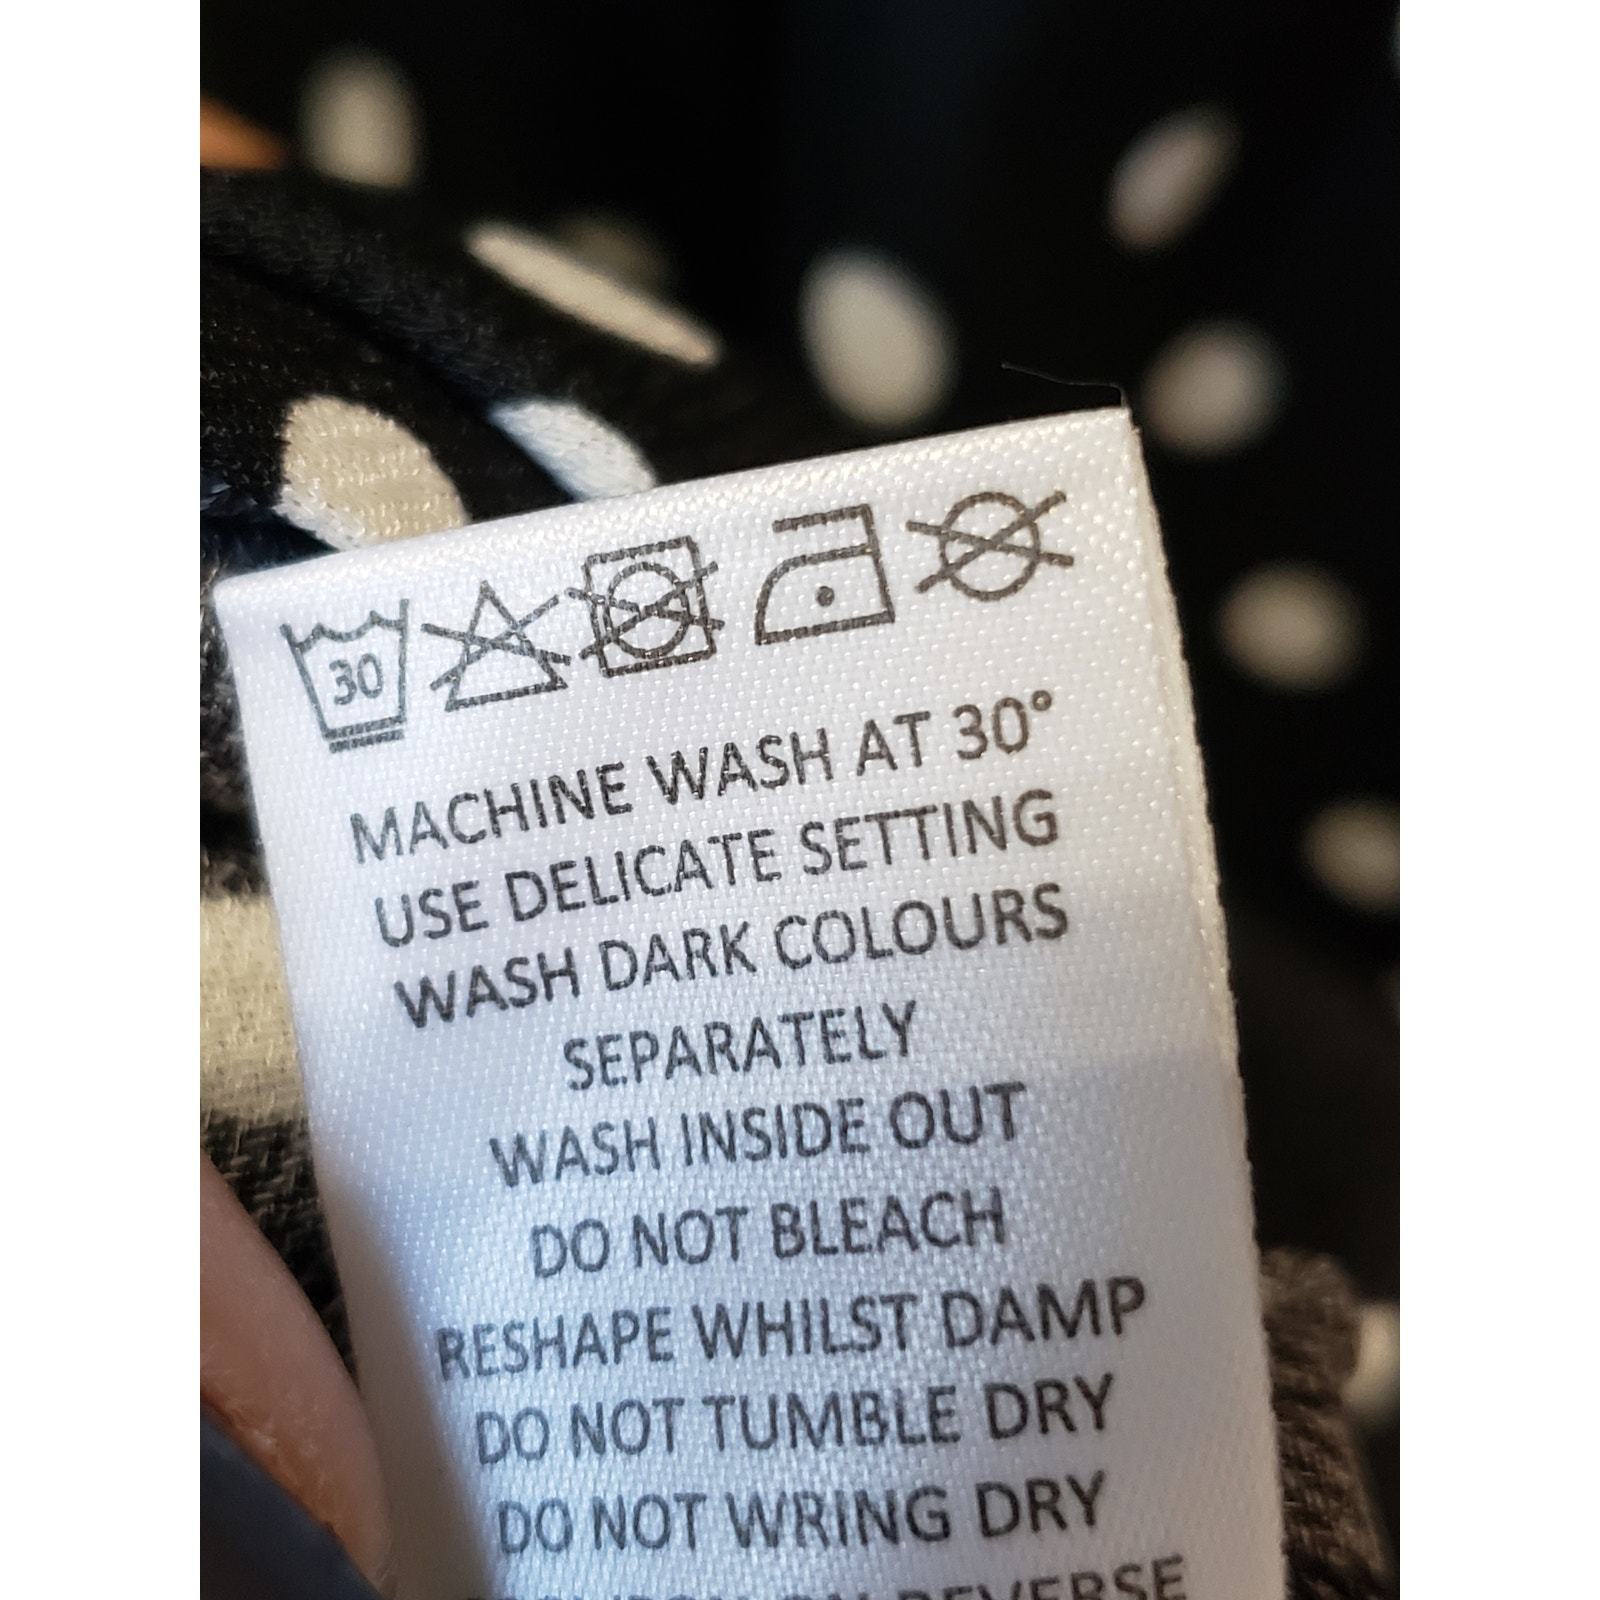 30
MACHINE WASH AT 30°
USE DELICATE SETTING
WASH DARK COLOURS
SEPARATELY
WASH INSIDE OUT
DO NOT BLEACH
RESHAPE WHILST DAMP
DO NOT TUMBLE DRY
DO NOT WRING DRY
REVERSE